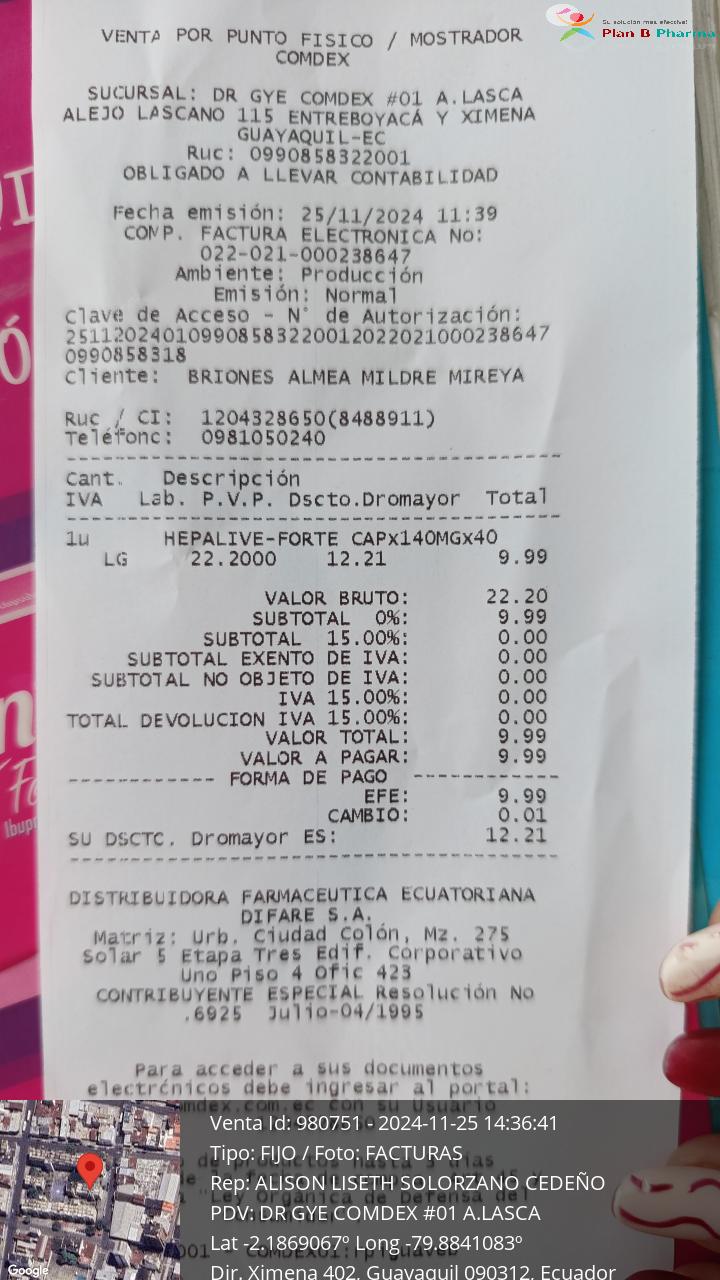 Su solución más efectiva!
Plan B Pharma
VENTA POR PUNTO FISICO / MOSTRADOR
COMDEX
SUCURSAL: DR GYE COMDEX #01 A.LASCA
ALEJO LASCANO 115 ENTREBOYACÁ Y XIMENA
GUAYAQUIL-EC
Ruc: 0990858322001
OBLIGADO A LLEVAR CONTABILIDAD
Fecha emisión: 25/11/2024 11:39
COMP. FACTURA ELECTRONICA No:
022-021-000238647
Ambiente: Producción
Emisión: Normal
Clave de Acceso - N° de Autorización:
251120240109908583220012022021000238647
0990858318
Cliente: BRIONES ALMEA MILDRE MIREYA
Ruc / CI: 1204328650(8488911)
Teléfono: 0981050240
Cant. Descripción
IVA Lab. P.V.P. Dscto.Dromayor Total
1u HEPALIVE-FORTE CAPx140MGx40
LG 22.2000 12.21 9.99
VALOR BRUTO: 22.20
SUBTOTAL 0%: 9.99
SUBTOTAL 15.00%: 0.00
SUBTOTAL EXENTO DE IVA: 0.00
SUBTOTAL NO OBJETO DE IVA: 0.00
IVA 15.00%: 0.00
TOTAL DEVOLUCION IVA 15.00%: 0.00
VALOR TOTAL: 9.99
VALOR A PAGAR: 9.99
------------ FORMA DE PAGO ------------
EFE: 9.99
CAMBIO: 0.01
SU DSCTC. Dromayor ES: 12.21
DISTRIBUIDORA FARMACEUTICA ECUATORIANA
DIFARE S.A.
Matriz: Urb. Ciudad Colón, Mz. 275
Solar 5 Etapa Tres Edif. Corporativo
Uno Piso 4 Ofic 423
CONTRIBUYENTE ESPECIAL Resolución No
.6925 Julio-04/1995
Para acceder a sus documentos
electrónicos debe ingresar al portal:
Venta Id: 980751 - 2024-11-25 14:36:41
Tipo: FIJO / Foto: FACTURAS
Rep: ALISON LISETH SOLORZANO CEDEÑO
PDV: DR GYE COMDEX #01 A.LASCA
Lat -2.1869067º Long -79.8841083º
Dir. Ximena 402, Guayaquil 090312, Ecuador
Google